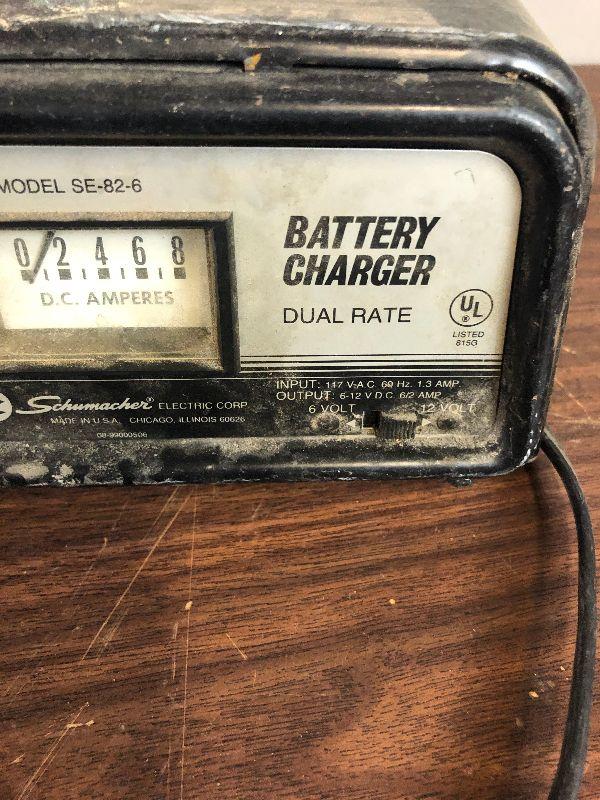 MODEL SE-82-6
0 2 4 6 8
D.C. AMPERES
BATTERY
CHARGER
DUAL RATE
UL
®
LISTED
815G
INPUT: 117 V.A.C. 60 Hz. 1.3 AMP.
OUTPUT: 6-12 V.D.C. 6/2 AMP.
6 VOLT 12 VOLT
Schumacher® ELECTRIC CORP.
MADE IN U.S.A. CHICAGO, ILLINOIS 60626
08-99000506